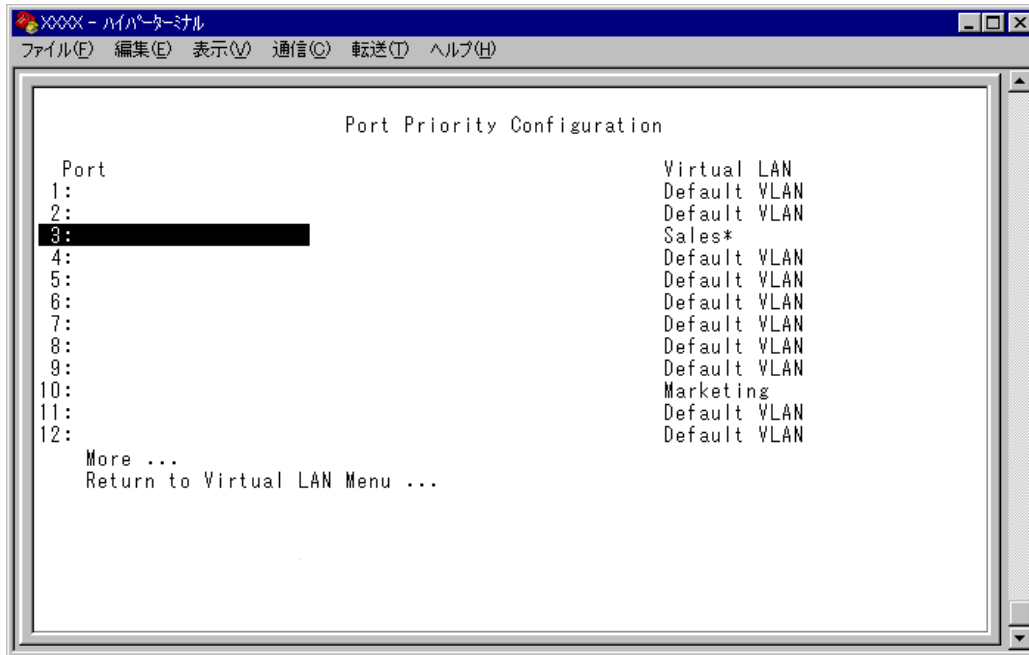 XXXX - ハイパーターミナル
ファイル(F) 編集(E) 表示(V) 通信(C) 転送(T) ヘルプ(H)
Port Priority Configuration
Port Virtual LAN
1: Default VLAN
2: Default VLAN
3: Sales*
4: Default VLAN
5: Default VLAN
6: Default VLAN
7: Default VLAN
8: Default VLAN
9: Default VLAN
10: Marketing
11: Default VLAN
12: Default VLAN
More ...
Return to Virtual LAN Menu ...